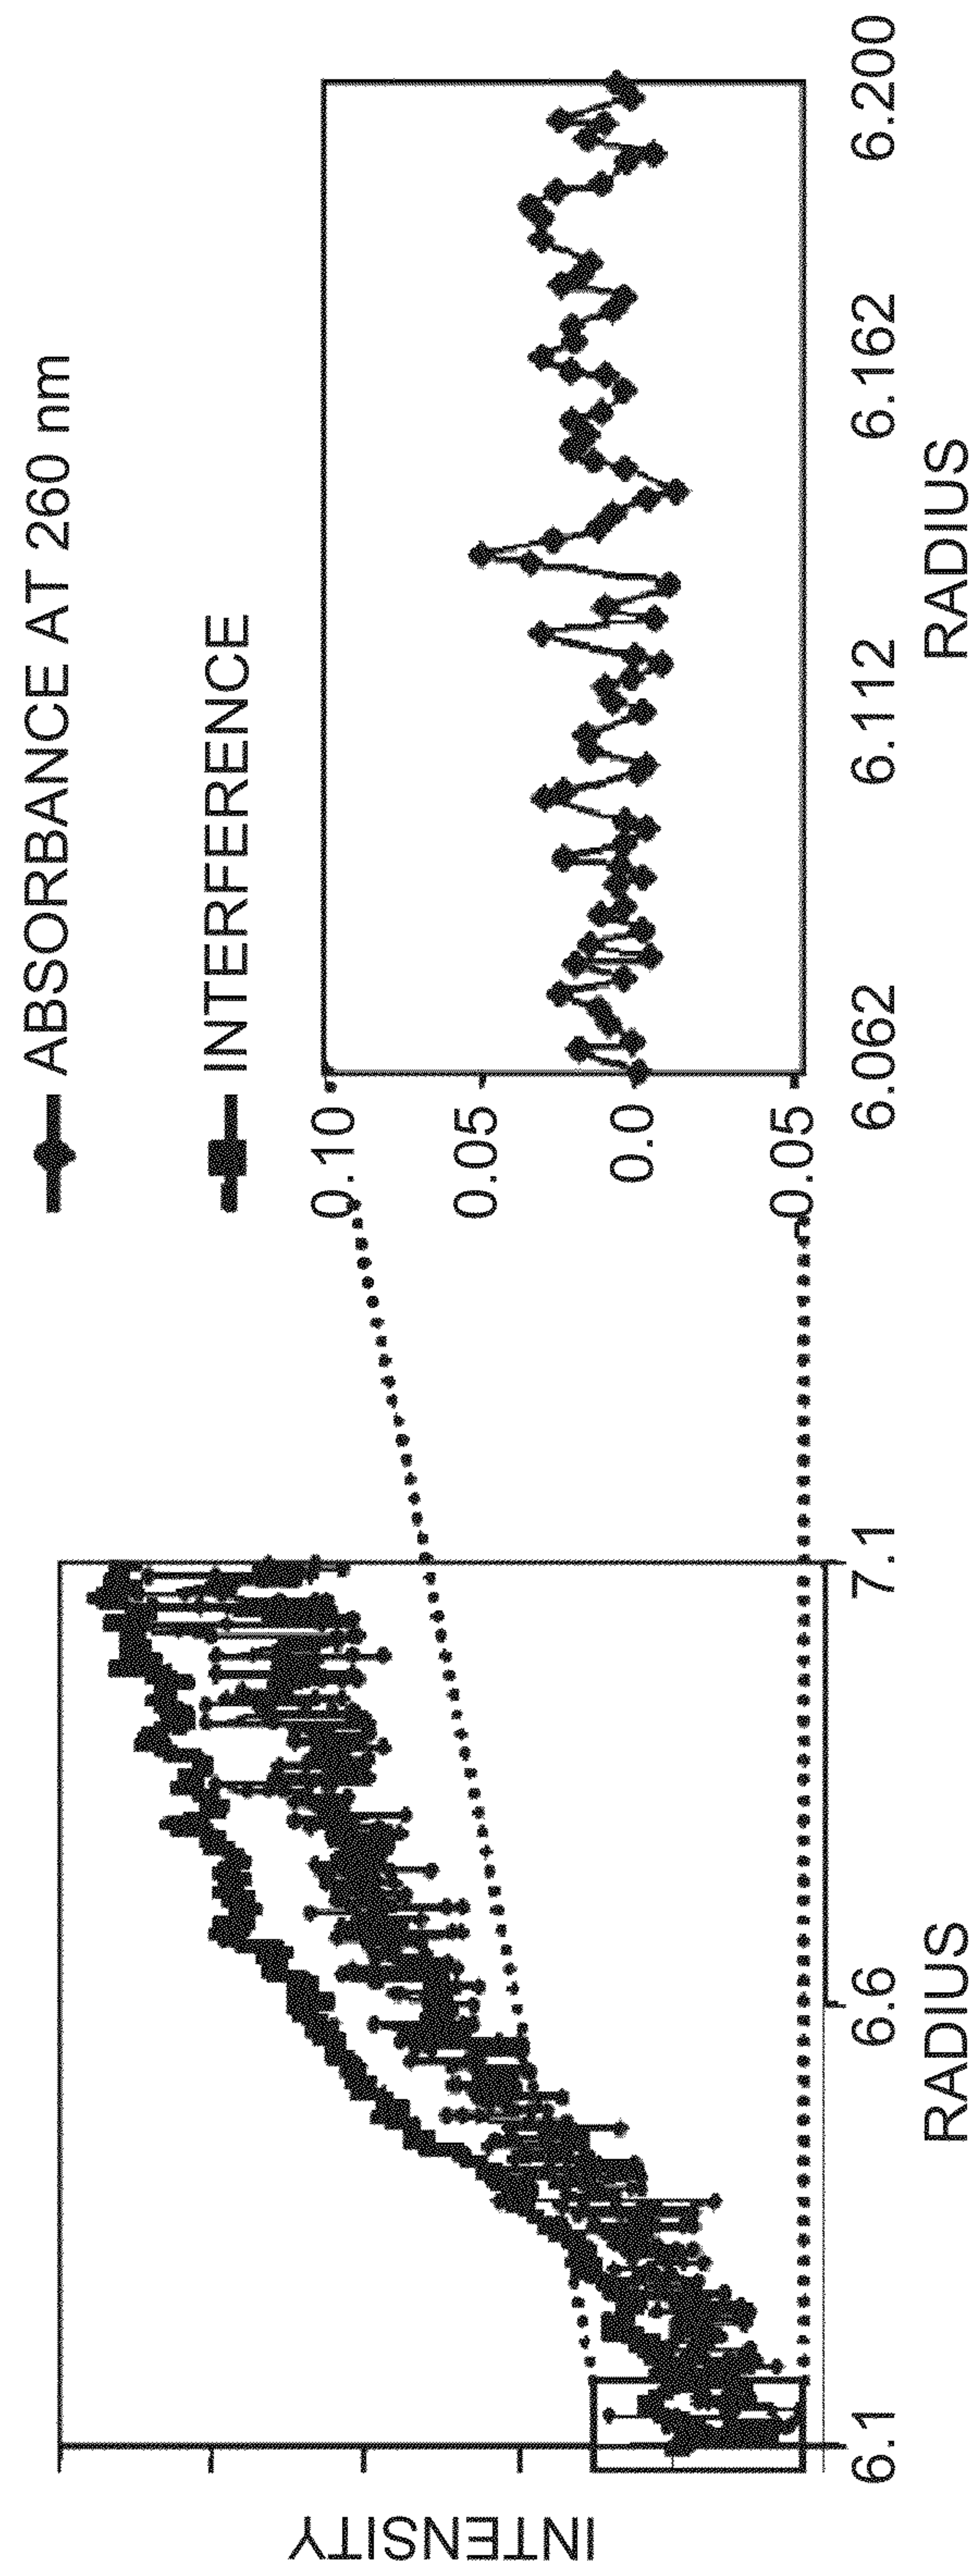 ABSORBANCE AT 260 nm
INTERFERENCE
INTENSITY
6.1
6.6
7.1
RADIUS
0.10
0.05
0.0
0.05
6.062
6.112
6.162
6.200
RADIUS